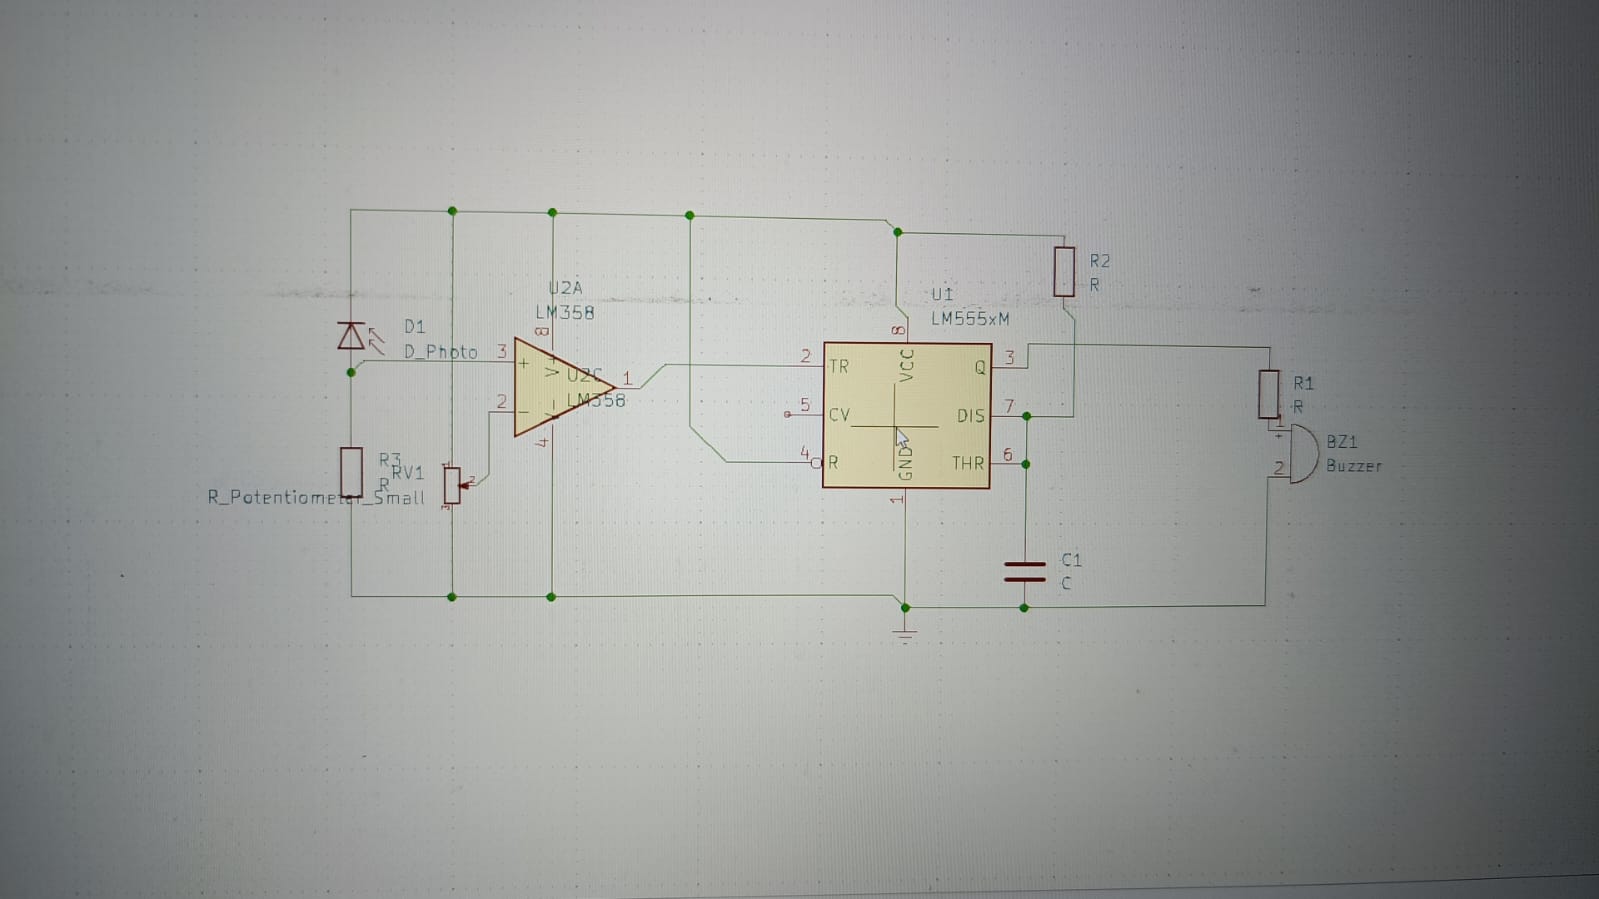 U2A
LM358
8
D1
D_Photo
3
+
V+
U2C
LM358
1
2
−
V−
4
R3
R
RV1
R_Potentiometer_Small
1
2
3
U1
LM555xM
8
VCC
2
TR
Q
3
5
CV
DIS
7
4
R
GND
THR
6
1
R2
R
R1
R
1
+
BZ1
Buzzer
2
C1
C